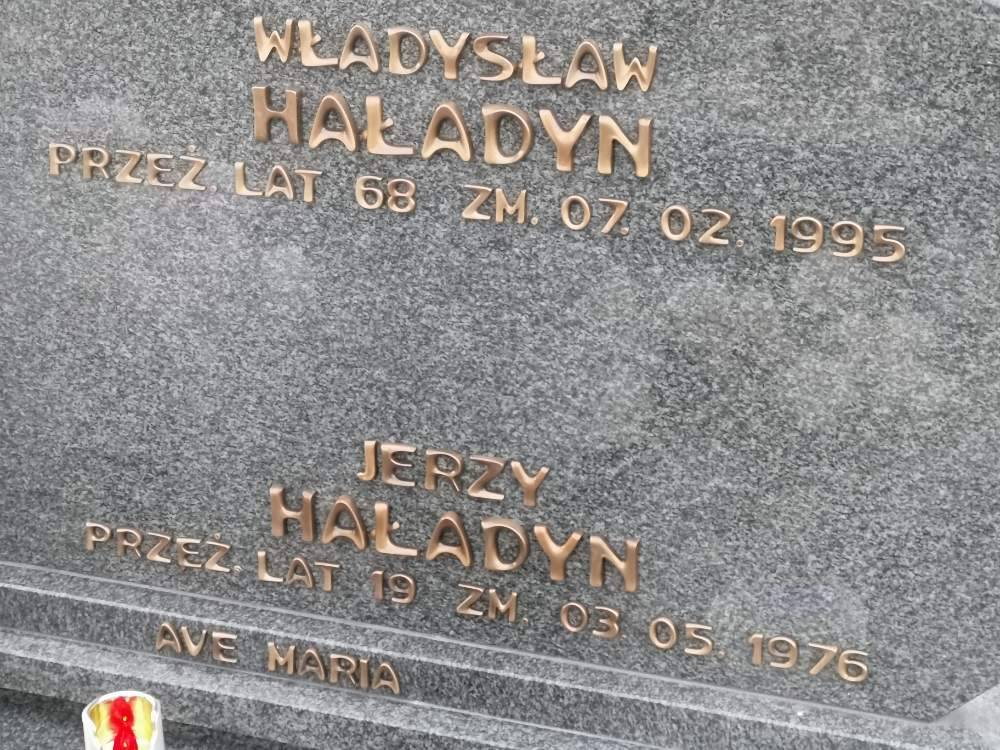 WŁADYSŁAW
HAŁADYN
PRZEŻ. LAT 68 ZM. 07. 02. 1995
JERZY
HAŁADYN
PRZEŻ. LAT 19 ZM. 03. 05. 1976
AVE MARIA